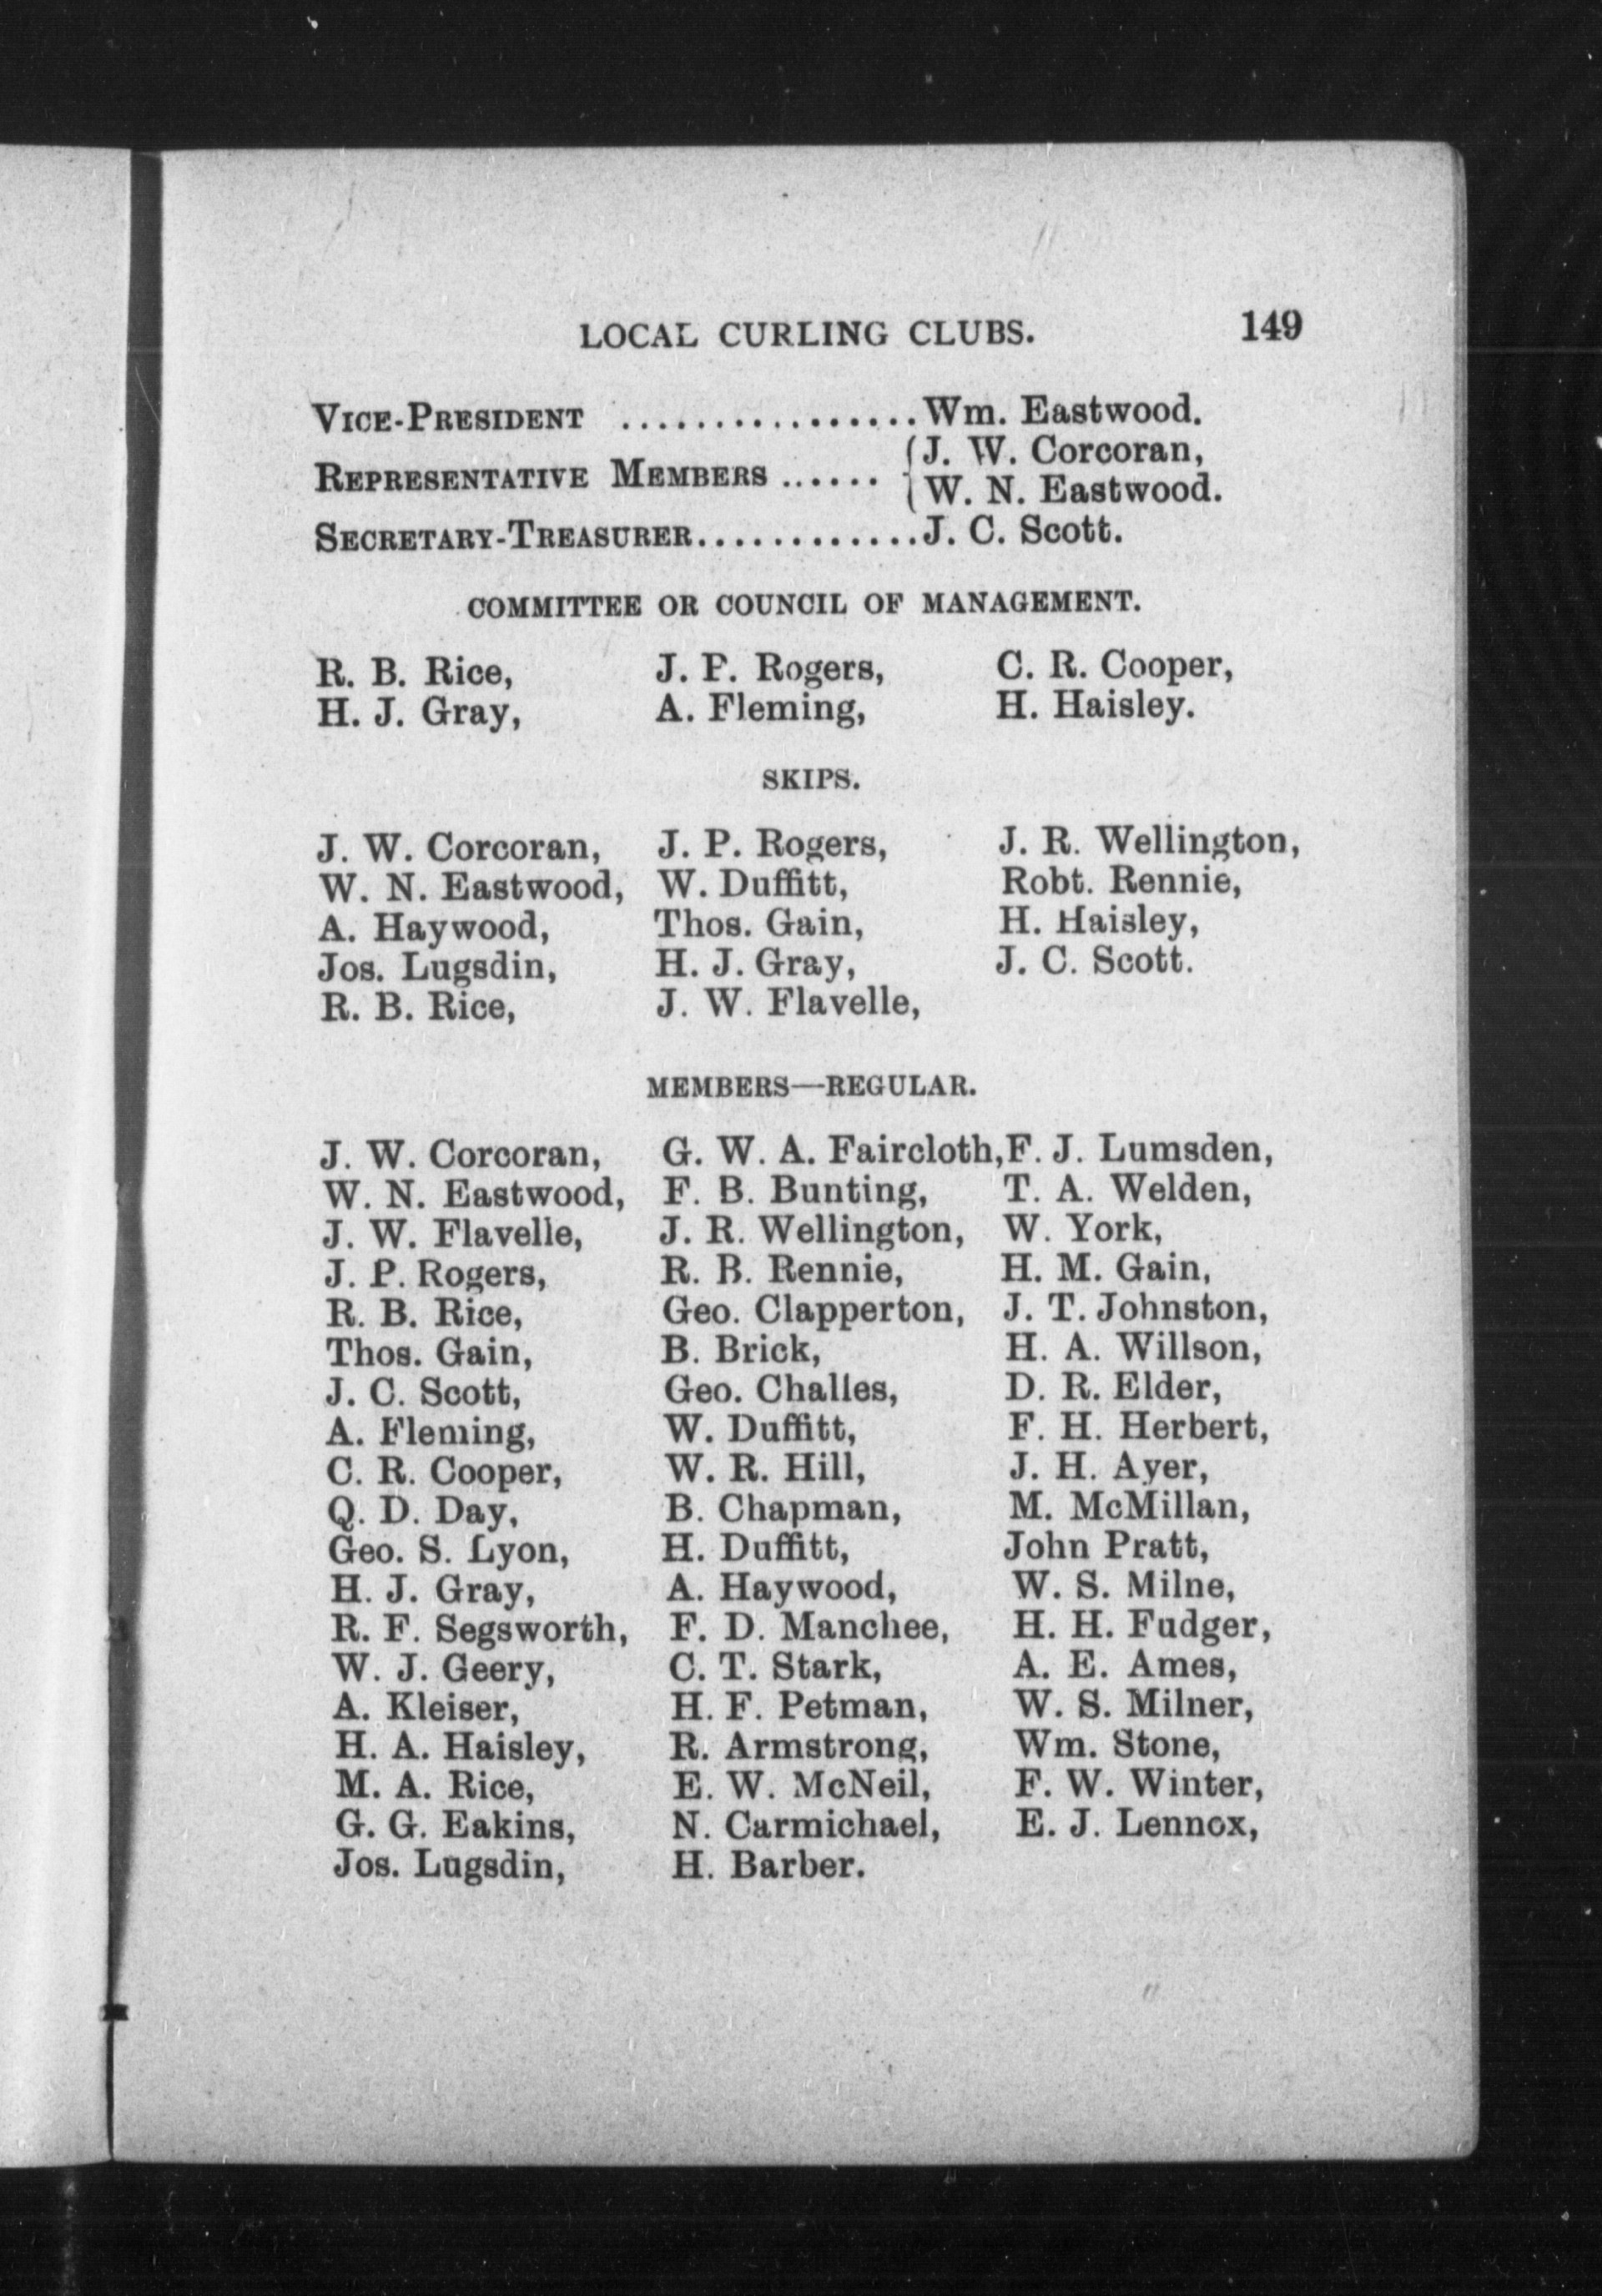 LOCAL CURLING CLUBS. 149
VICE-PRESIDENT ................Wm. Eastwood.
REPRESENTATIVE MEMBERS ...... {J. W. Corcoran,
W. N. Eastwood.
SECRETARY-TREASURER............J. C. Scott.
COMMITTEE OR COUNCIL OF MANAGEMENT.
R. B. Rice, J. P. Rogers, C. R. Cooper,
H. J. Gray, A. Fleming, H. Haisley.
SKIPS.
J. W. Corcoran, J. P. Rogers, J. R. Wellington,
W. N. Eastwood, W. Duffitt, Robt. Rennie,
A. Haywood, Thos. Gain, H. Haisley,
Jos. Lugsdin, H. J. Gray, J. C. Scott.
R. B. Rice, J. W. Flavelle,
MEMBERS—REGULAR.
J. W. Corcoran, G. W. A. Faircloth, F. J. Lumsden,
W. N. Eastwood, F. B. Bunting, T. A. Welden,
J. W. Flavelle, J. R. Wellington, W. York,
J. P. Rogers, R. B. Rennie, H. M. Gain,
R. B. Rice, Geo. Clapperton, J. T. Johnston,
Thos. Gain, B. Brick, H. A. Willson,
J. C. Scott, Geo. Challes, D. R. Elder,
A. Fleming, W. Duffitt, F. H. Herbert,
C. R. Cooper, W. R. Hill, J. H. Ayer,
Q. D. Day, B. Chapman, M. McMillan,
Geo. S. Lyon, H. Duffitt, John Pratt,
H. J. Gray, A. Haywood, W. S. Milne,
R. F. Segsworth, F. D. Manchee, H. H. Fudger,
W. J. Geery, C. T. Stark, A. E. Ames,
A. Kleiser, H. F. Petman, W. S. Milner,
H. A. Haisley, R. Armstrong, Wm. Stone,
M. A. Rice, E. W. McNeil, F. W. Winter,
G. G. Eakins, N. Carmichael, E. J. Lennox,
Jos. Lugsdin, H. Barber.